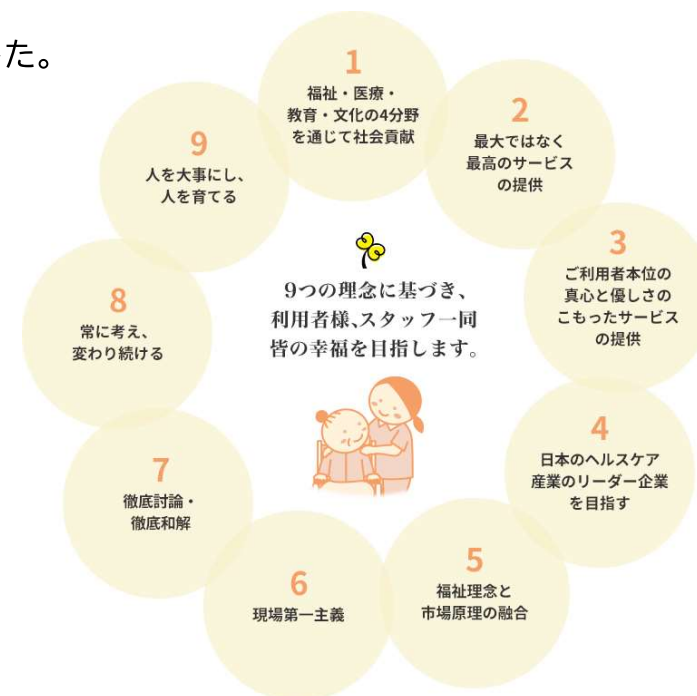 た。
1
福祉・医療・
教育・文化の4分野
を通じて社会貢献
2
最大ではなく
最高のサービス
の提供
3
ご利用者本位の
真心と優しさの
こもったサービス
の提供
4
日本のヘルスケア
産業のリーダー企業
を目指す
5
福祉理念と
市場原理の融合
6
現場第一主義
7
徹底討論・
徹底和解
8
常に考え、
変わり続ける
9
人を大事にし、
人を育てる
9つの理念に基づき、
利用者様、スタッフ一同
皆の幸福を目指します。